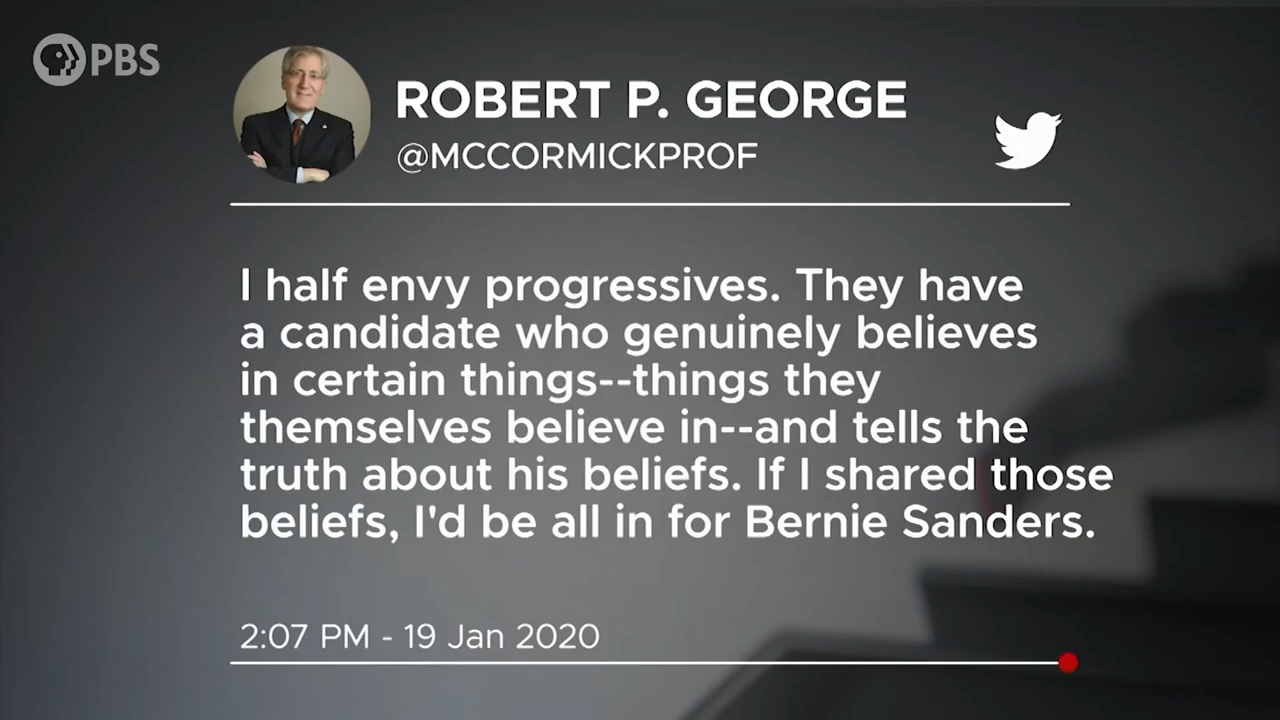 PBS
ROBERT P. GEORGE
@MCCORMICKPROF
I half envy progressives. They have
a candidate who genuinely believes
in certain things--things they
themselves believe in--and tells the
truth about his beliefs. If I shared those
beliefs, I'd be all in for Bernie Sanders.
2:07 PM - 19 Jan 2020